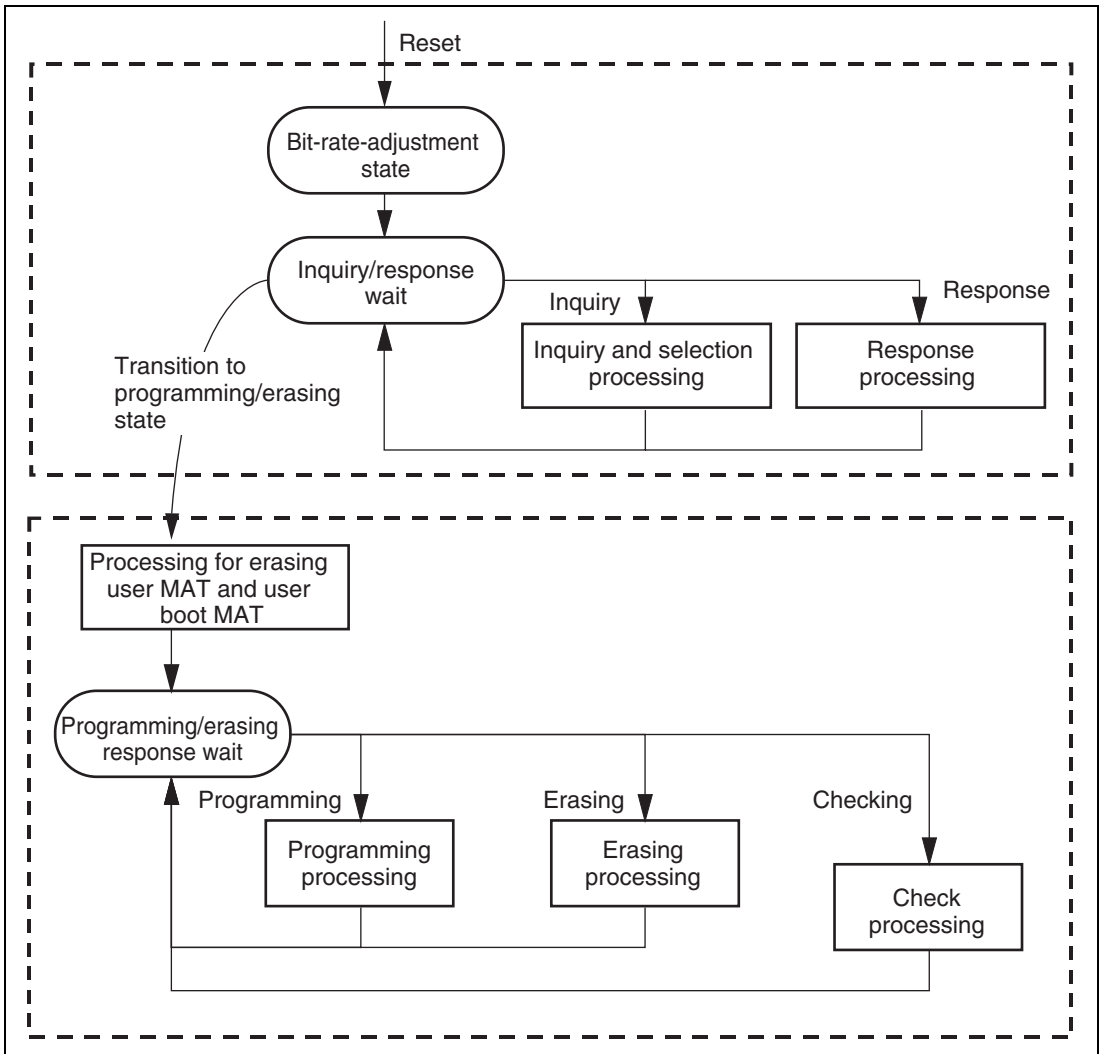 Reset
Bit-rate-adjustment
state
Inquiry/response
wait
Inquiry
Response
Inquiry and selection
processing
Response
processing
Transition to
programming/erasing
state
Processing for erasing
user MAT and user
boot MAT
Programming/erasing
response wait
Programming
Erasing
Checking
Programming
processing
Erasing
processing
Check
processing